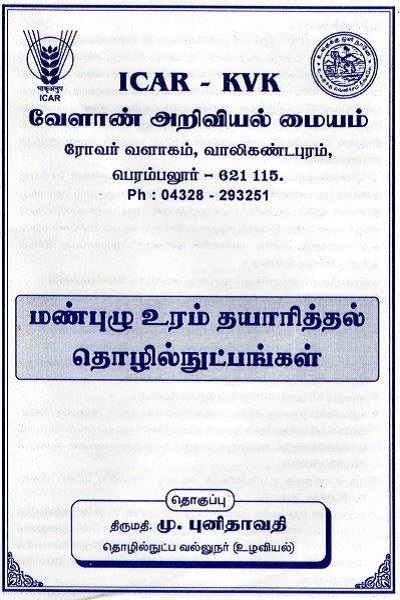 ICAR - KVK
வேளாண் அறிவியல் மையம்
ரோவர் வளாகம், வாலிகண்டபுரம்,
பெரம்பலூர் – 621 115.
Ph : 04328 - 293251
ICAR
மண்புழு உரம் தயாரித்தல்
தொழில்நுட்பங்கள்
தொகுப்பு
திருமதி. மு. புனிதாவதி
தொழில்நுட்ப வல்லுநர் (உழவியல்)